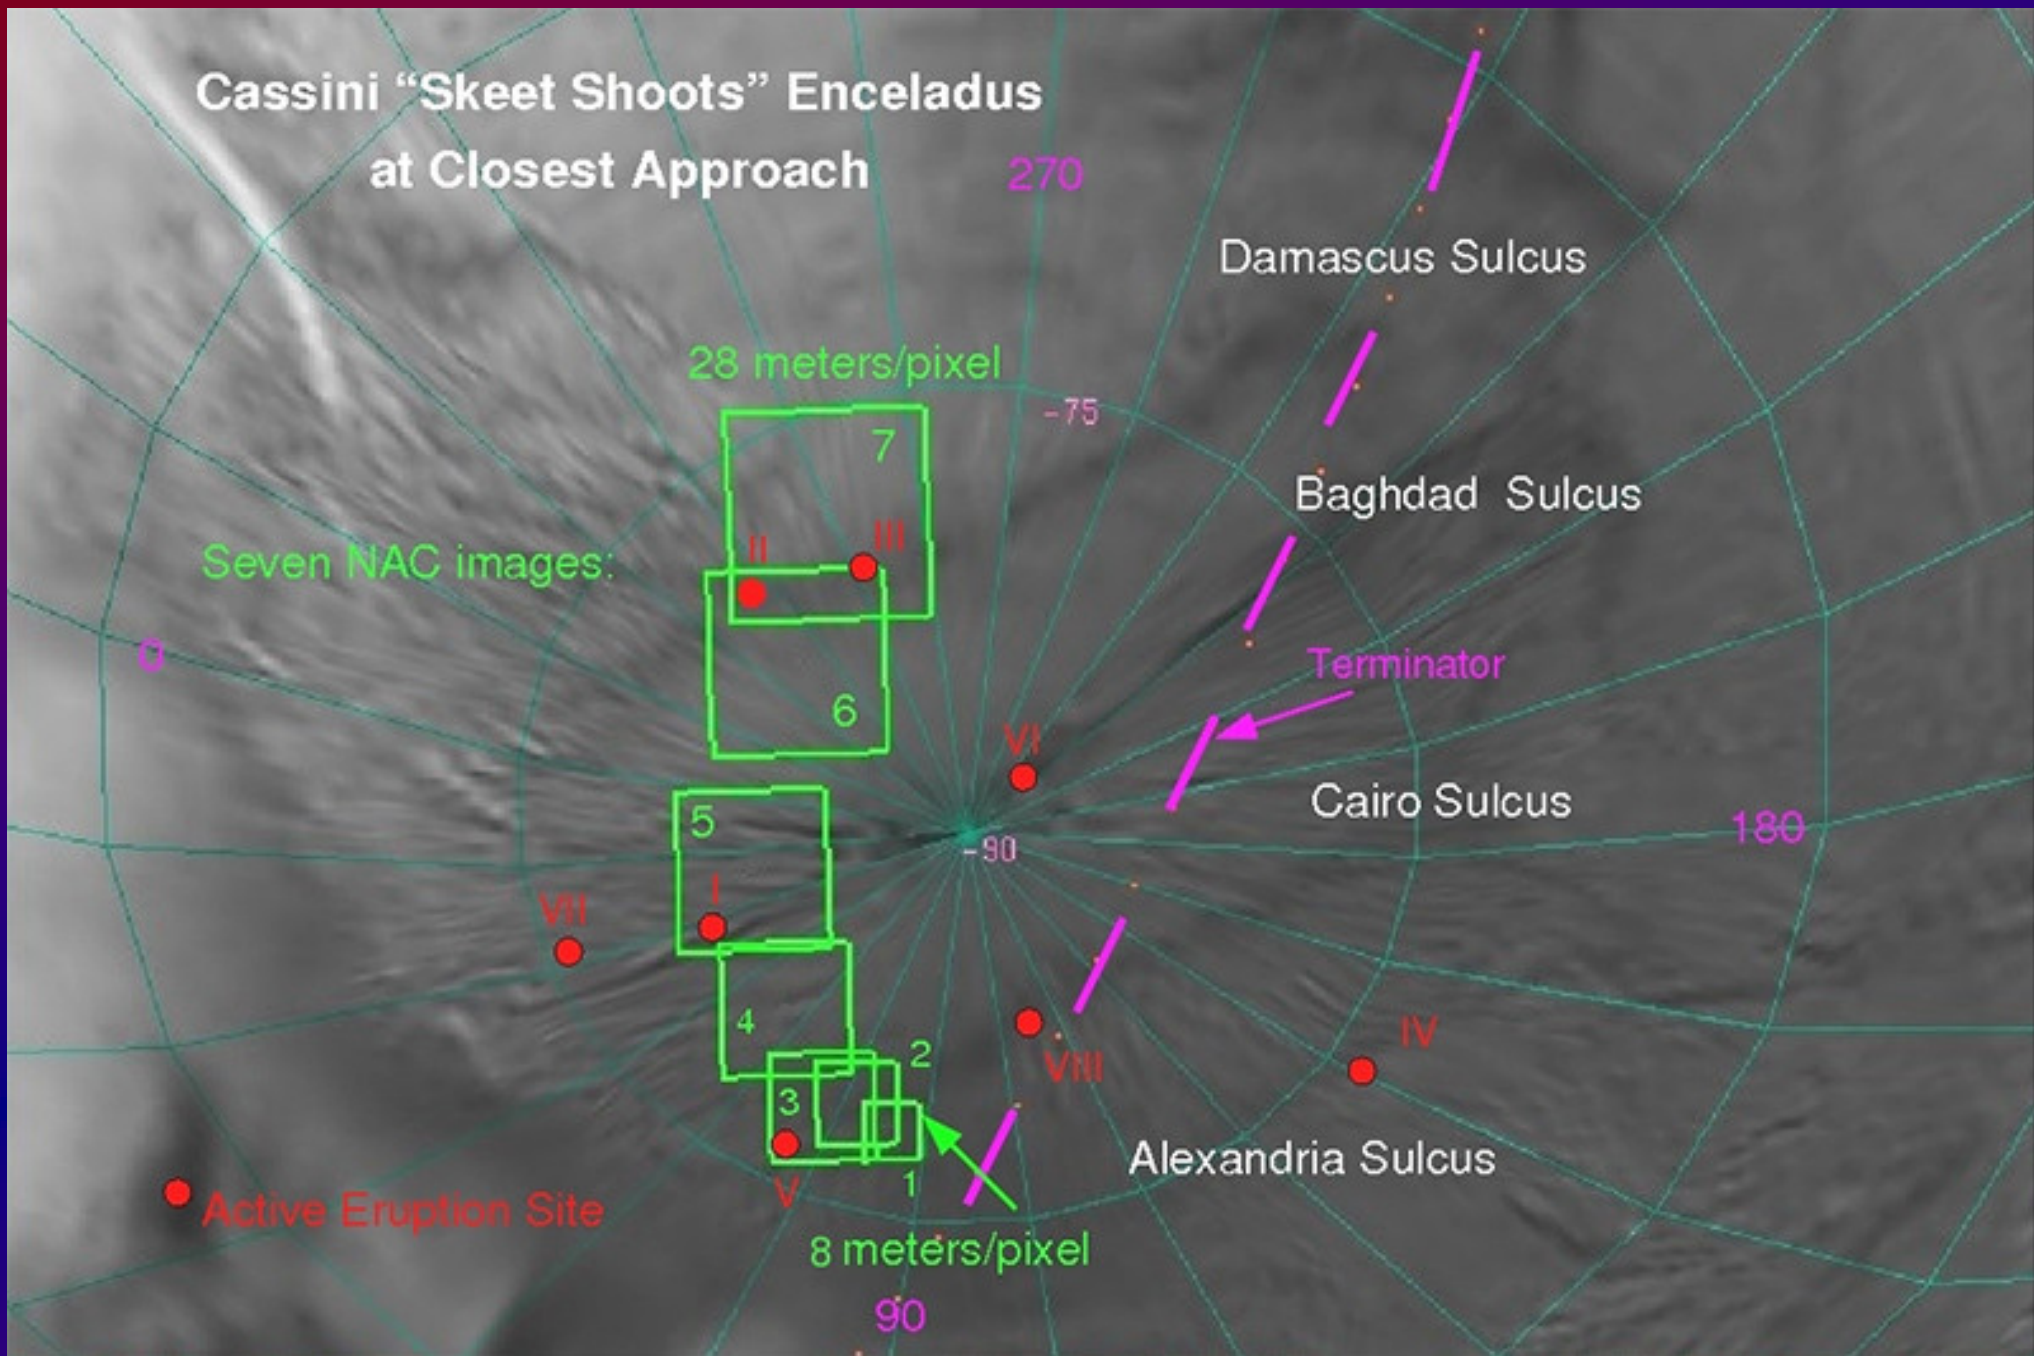 Cassini “Skeet Shoots” Enceladus
at Closest Approach
270
Damascus Sulcus
28 meters/pixel
-75
7
Baghdad Sulcus
II
III
Seven NAC images:
0
Terminator
6
VI
5
Cairo Sulcus
180
-90
I
VII
4
IV
2
VIII
3
Alexandria Sulcus
V
1
Active Eruption Site
8 meters/pixel
90